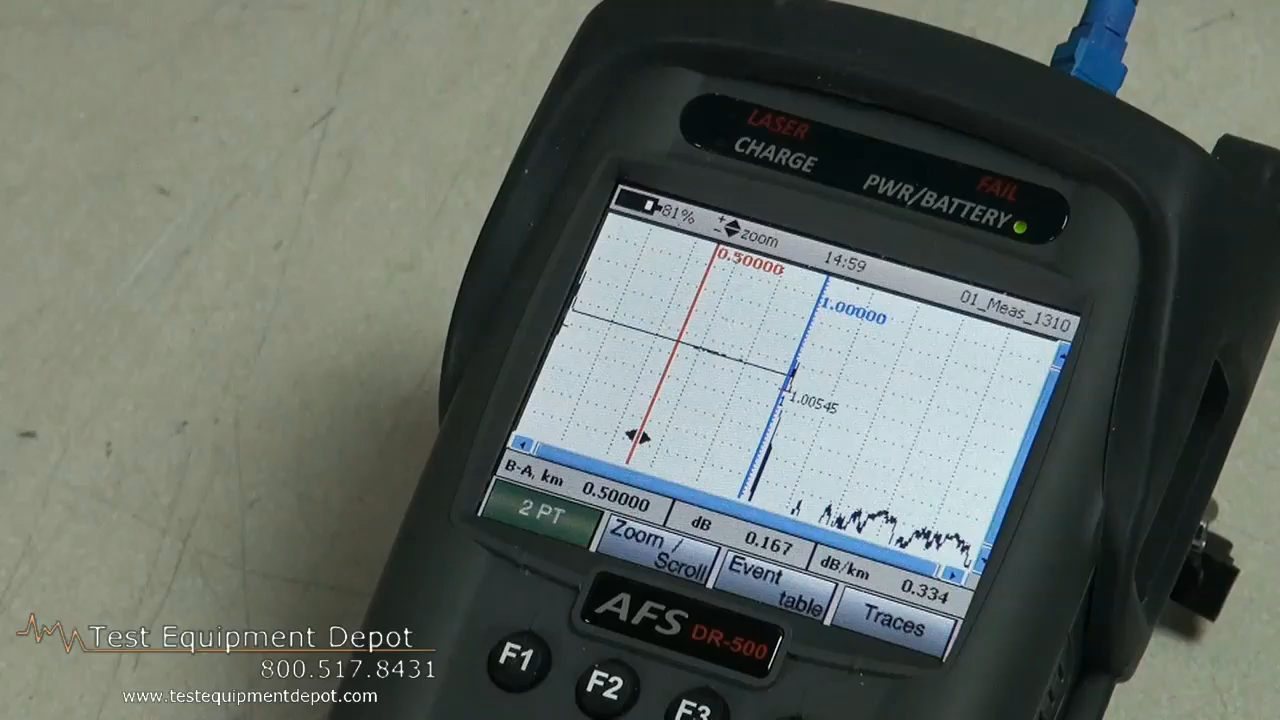 LASER
CHARGE
FAIL
PWR/BATTERY
81%
+
- zoom
14:59
01_Meas_1310
0.50000
1.00000
1.00545
B-A, km 0.50000
dB 0.167
dB/km 0.334
2 PT
Zoom /
Scroll
Event
table
Traces
AFS DR-500
F1
F2
F3
Test Equipment Depot
800.517.8431
www.testequipmentdepot.com